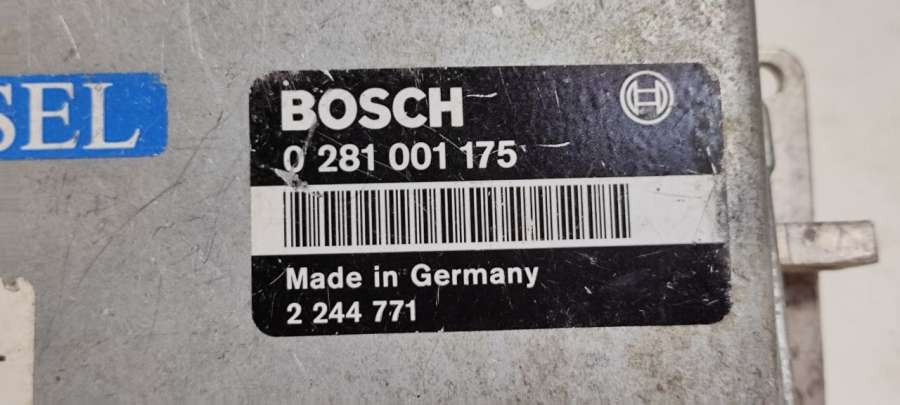 SEL
BOSCH
0 281 001 175
Made in Germany
2 244 771